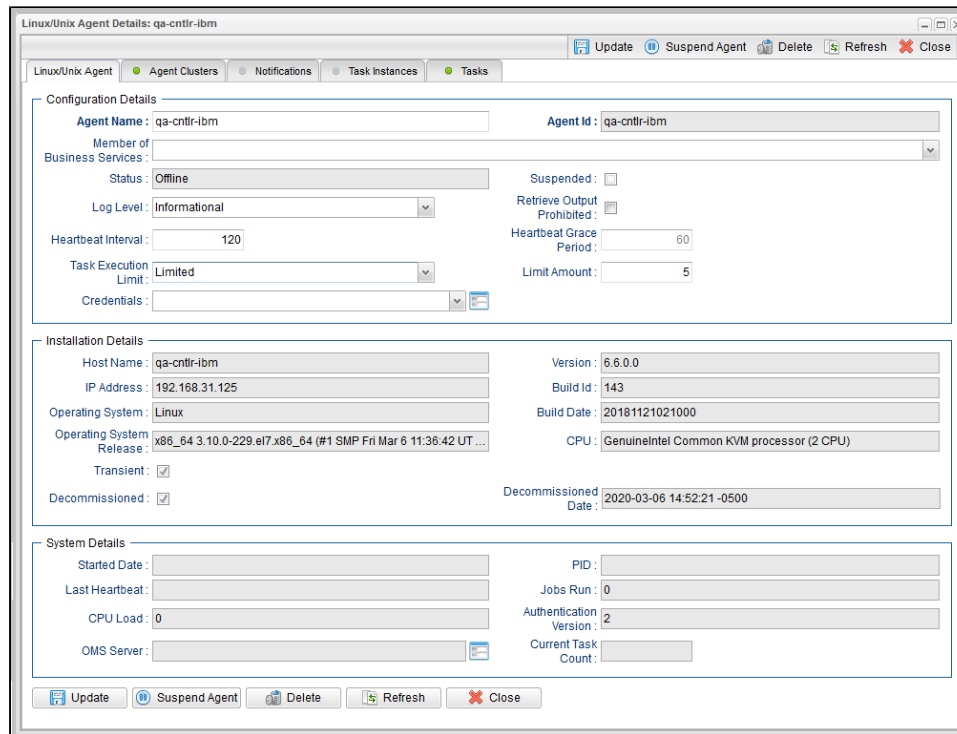 Linux/Unix Agent Details: qa-cntlr-ibm
Update Suspend Agent Delete Refresh Close
Linux/Unix Agent Agent Clusters Notifications Task Instances Tasks
Configuration Details
Agent Name : qa-cntlr-ibm Agent Id : qa-cntlr-ibm
Member of
Business Services :
Status : Offline Suspended :
Log Level : Informational Retrieve Output
Prohibited :
Heartbeat Interval : 120 Heartbeat Grace
Period : 60
Task Execution
Limit : Limited Limit Amount : 5
Credentials :
Installation Details
Host Name : qa-cntlr-ibm Version : 6.6.0.0
IP Address : 192.168.31.125 Build Id : 143
Operating System : Linux Build Date : 20181121021000
Operating System
Release : x86_64 3.10.0-229.el7.x86_64 (#1 SMP Fri Mar 6 11:36:42 UT ... CPU : GenuineIntel Common KVM processor (2 CPU)
Transient :
Decommissioned : Decommissioned
Date : 2020-03-06 14:52:21 -0500
System Details
Started Date : PID :
Last Heartbeat : Jobs Run : 0
CPU Load : 0 Authentication
Version : 2
OMS Server : Current Task
Count :
Update Suspend Agent Delete Refresh Close